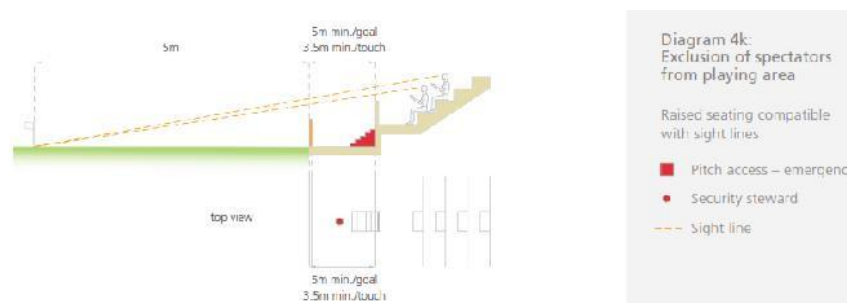 5m
5m min./goal
3.5m min./touch
top view
5m min./goal
3.5m min./touch
Diagram 4k:
Exclusion of spectators
from playing area
Raised seating compatible
with sight lines
Pitch access – emergenc
Security steward
Sight line